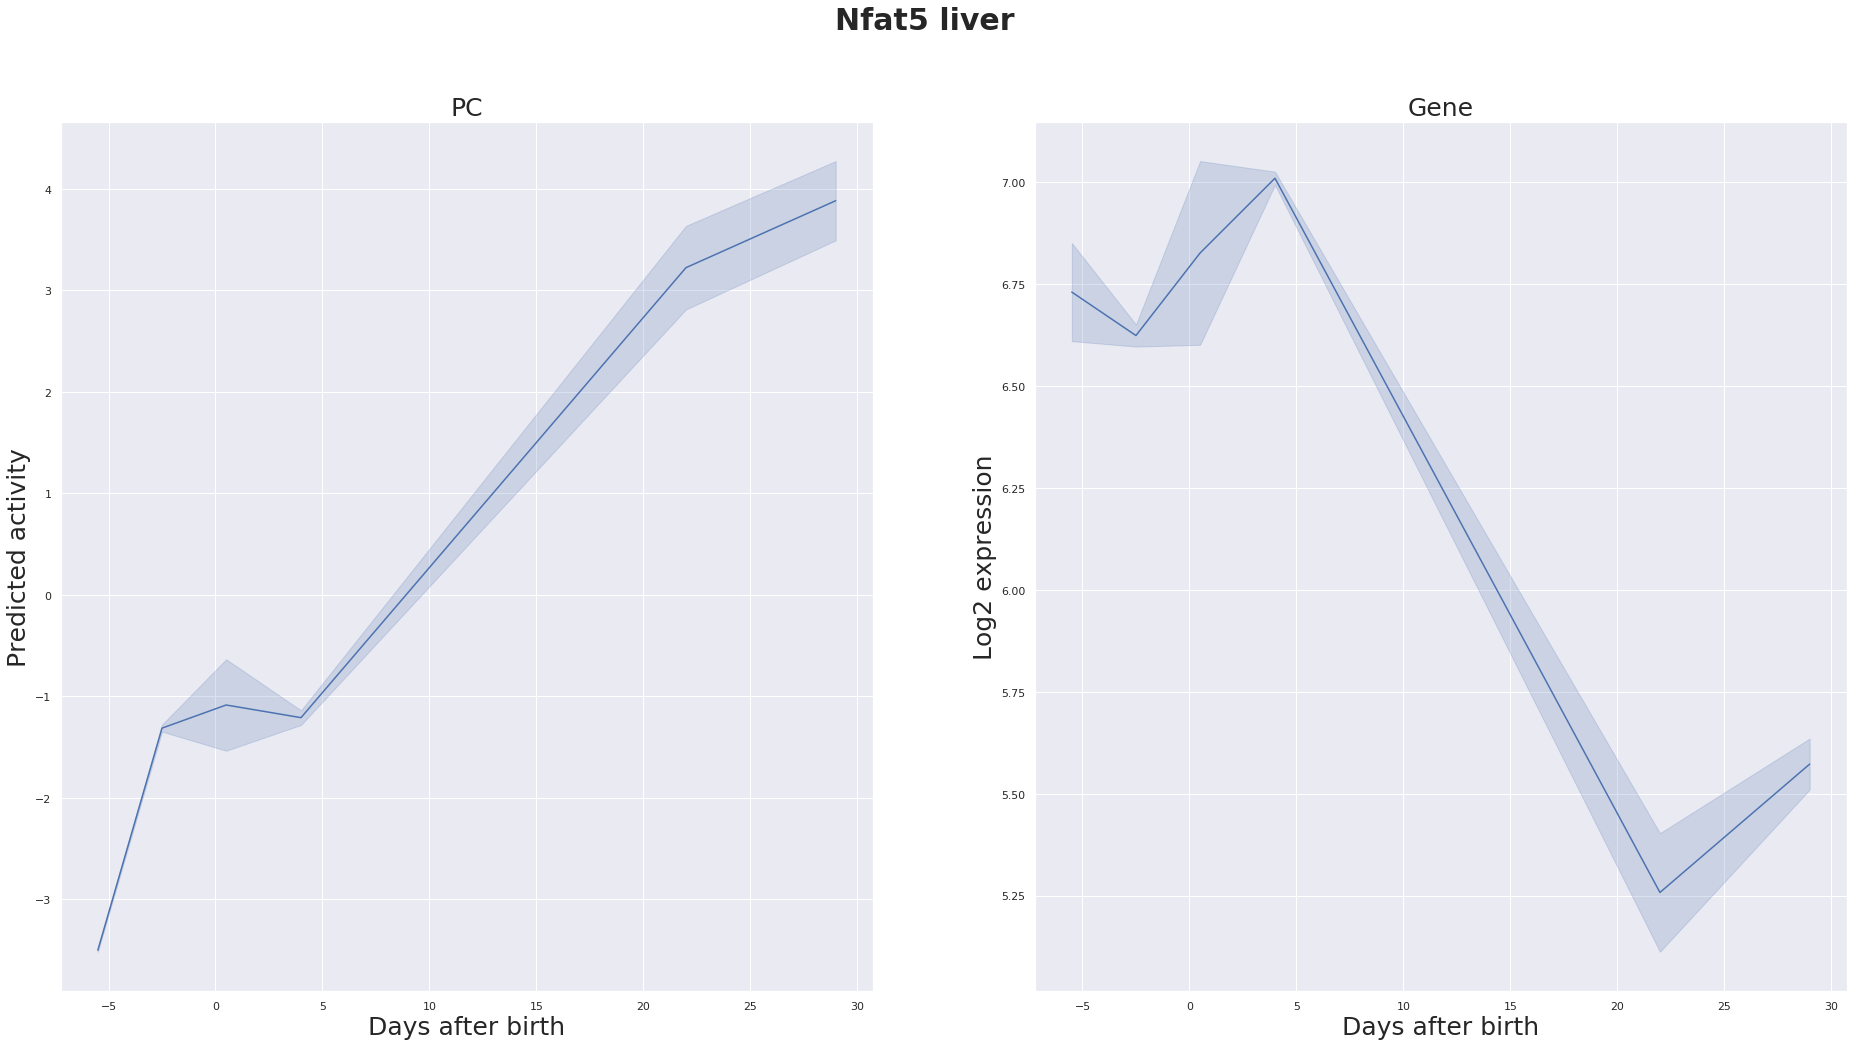 Nfat5 liver
PC
Predicted activity
4
3
2
1
0
−1
−2
−3
−5 0 5 10 15 20 25 30
Days after birth
Gene
Log2 expression
7.00
6.75
6.50
6.25
6.00
5.75
5.50
5.25
−5 0 5 10 15 20 25 30
Days after birth